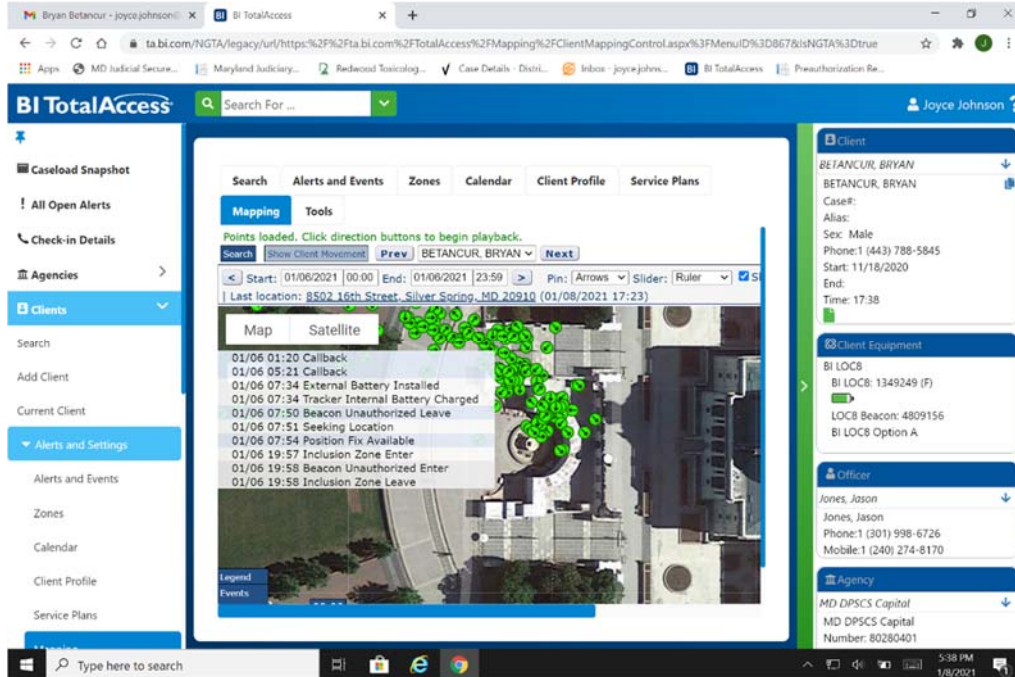 Bryan Betancur - joyce.johnson
BI TotalAccess
ta.bi.com/NGTA/legacy/url/https:%2F%2Fta.bi.com%2FTotalAccess%2FMapping%2FClientMappingControl.aspx%3FMenuID%3D867&IsNGTA%3Dtrue
Apps MD Judicial Secure... Maryland Judiciary... Redwood Toxicolog... Case Details - Distri... Inbox - joyce.johns... BI TotalAccess Preauthorization Re...
BI TotalAccess
Search For ...
Joyce Johnson
Caseload Snapshot
! All Open Alerts
Check-in Details
Agencies
Clients
Search
Add Client
Current Client
Alerts and Settings
Alerts and Events
Zones
Calendar
Client Profile
Service Plans
Mapping
Search Alerts and Events Zones Calendar Client Profile Service Plans
Mapping Tools
Points loaded. Click direction buttons to begin playback.
Search Show Client Movement Prev BETANCUR, BRYAN Next
< Start: 01/06/2021 00:00 End: 01/06/2021 23:59 > Pin: Arrows Slider: Ruler
| Last location: 8502 16th Street, Silver Spring, MD 20910 (01/08/2021 17:23)
Map Satellite
01/06 01:20 Callback
01/06 05:21 Callback
01/06 07:34 External Battery Installed
01/06 07:34 Tracker Internal Battery Charged
01/06 07:50 Beacon Unauthorized Leave
01/06 07:51 Seeking Location
01/06 07:54 Position Fix Available
01/06 19:57 Inclusion Zone Enter
01/06 19:58 Beacon Unauthorized Enter
01/06 19:58 Inclusion Zone Leave
Legend
Events
Client
BETANCUR, BRYAN
BETANCUR, BRYAN
Case#:
Alias:
Sex: Male
Phone:1 (443) 788-5845
Start: 11/18/2020
End:
Time: 17:38
Client Equipment
BI LOC8
BI LOC8: 1349249 (F)
LOC8 Beacon: 4809156
BI LOC8 Option A
Officer
Jones, Jason
Jones, Jason
Phone:1 (301) 998-6726
Mobile:1 (240) 274-8170
Agency
MD DPSCS Capital
MD DPSCS Capital
Number: 80280401
Type here to search
5:38 PM
1/8/2021